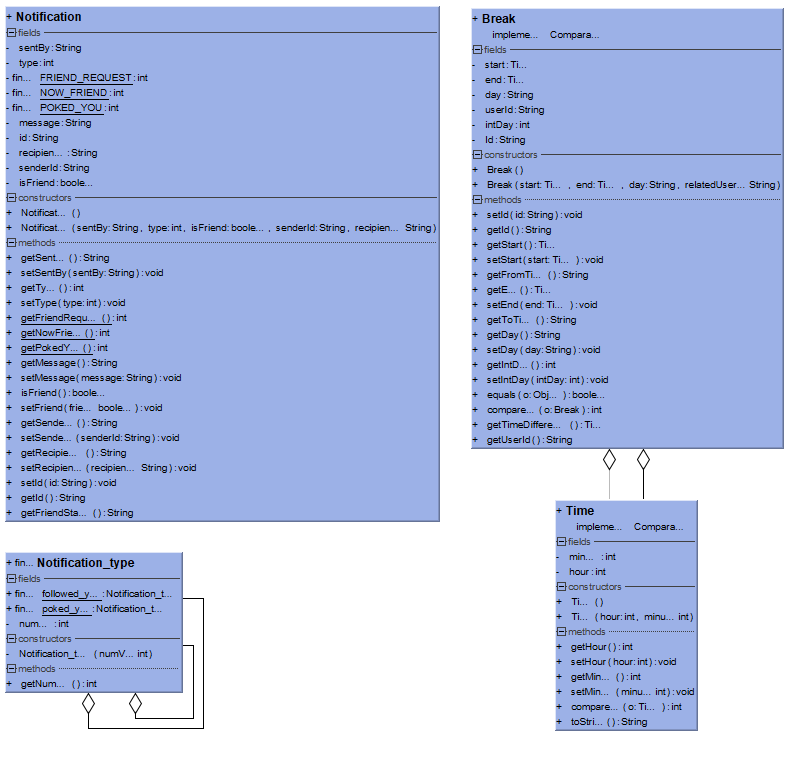 + Notification
fields
- sentBy : String
- type : int
- fin... FRIEND_REQUEST : int
- fin... NOW_FRIEND : int
- fin... POKED_YOU : int
- message : String
- id : String
- recipien... : String
- senderId : String
- isFriend : boole...
constructors
+ Notificat... ( )
+ Notificat... ( sentBy : String , type : int , isFriend : boole... , senderId : String , recipien... String )
methods
+ getSent... ( ) : String
+ setSentBy ( sentBy : String ) : void
+ getTy... ( ) : int
+ setType ( type : int ) : void
+ getFriendRequ... ( ) : int
+ getNowFrie... ( ) : int
+ getPokedY... ( ) : int
+ getMessage ( ) : String
+ setMessage ( message : String ) : void
+ isFriend ( ) : boole...
+ setFriend ( frie... boole... ) : void
+ getSende... ( ) : String
+ setSende... ( senderId : String ) : void
+ getRecipie... ( ) : String
+ setRecipien... ( recipien... String ) : void
+ setId ( id : String ) : void
+ getId ( ) : String
+ getFriendSta... ( ) : String
+ Break
impleme... Compara...
fields
- start : Ti...
- end : Ti...
- day : String
- userId : String
- intDay : int
- Id : String
constructors
+ Break ( )
+ Break ( start : Ti... , end : Ti... , day : String , relatedUser... String )
methods
+ setId ( id : String ) : void
+ getId ( ) : String
+ getStart ( ) : Ti...
+ setStart ( start : Ti... ) : void
+ getFromTi... ( ) : String
+ getE... ( ) : Ti...
+ setEnd ( end : Ti... ) : void
+ getToTi... ( ) : String
+ getDay ( ) : String
+ setDay ( day : String ) : void
+ getIntD... ( ) : int
+ setIntDay ( intDay : int ) : void
+ equals ( o : Obj... ) : boole...
+ compare... ( o : Break ) : int
+ getTimeDiffere... ( ) : Ti...
+ getUserId ( ) : String
+ fin... Notification_type
fields
+ fin... followed_y... : Notification_t...
+ fin... poked_y... : Notification_t...
- num... : int
constructors
- Notification_t... ( numV... int )
methods
+ getNum... ( ) : int
+ Time
impleme... Compara...
fields
- min... : int
- hour : int
constructors
+ Ti... ( )
+ Ti... ( hour : int , minu... int )
methods
+ getHour ( ) : int
+ setHour ( hour : int ) : void
+ getMin... ( ) : int
+ setMin... ( minu... int ) : void
+ compare... ( o : Ti... ) : int
+ toStri... ( ) : String